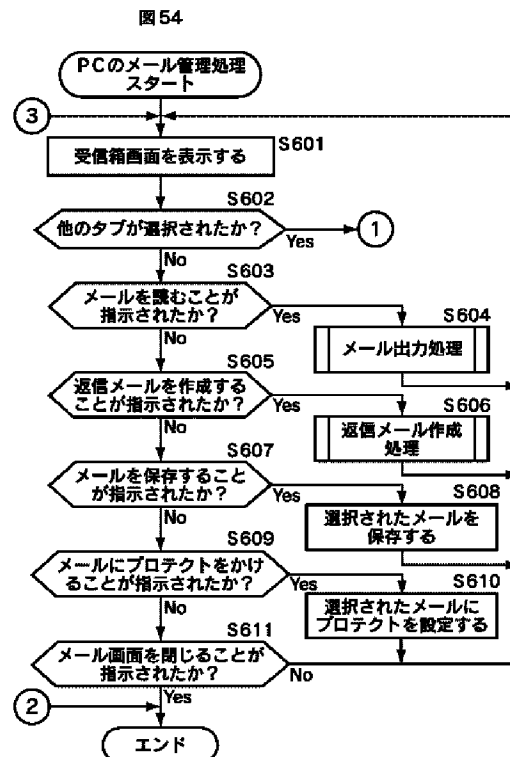 図54
PCのメール管理処理
スタート
3
受信箱画面を表示する
S601
S602
他のタブが選択されたか？
Yes
1
No
S603
メールを読むことが
指示されたか？
Yes
S604
メール出力処理
No
S605
返信メールを作成する
ことが指示されたか？
Yes
S606
返信メール作成
処理
No
S607
メールを保存すること
が指示されたか？
Yes
S608
選択されたメールを
保存する
No
S609
メールにプロテクトをかけ
ることが指示されたか？
Yes
S610
選択されたメールに
プロテクトを設定する
No
S611
メール画面を閉じることが
指示されたか？
No
Yes
2
エンド